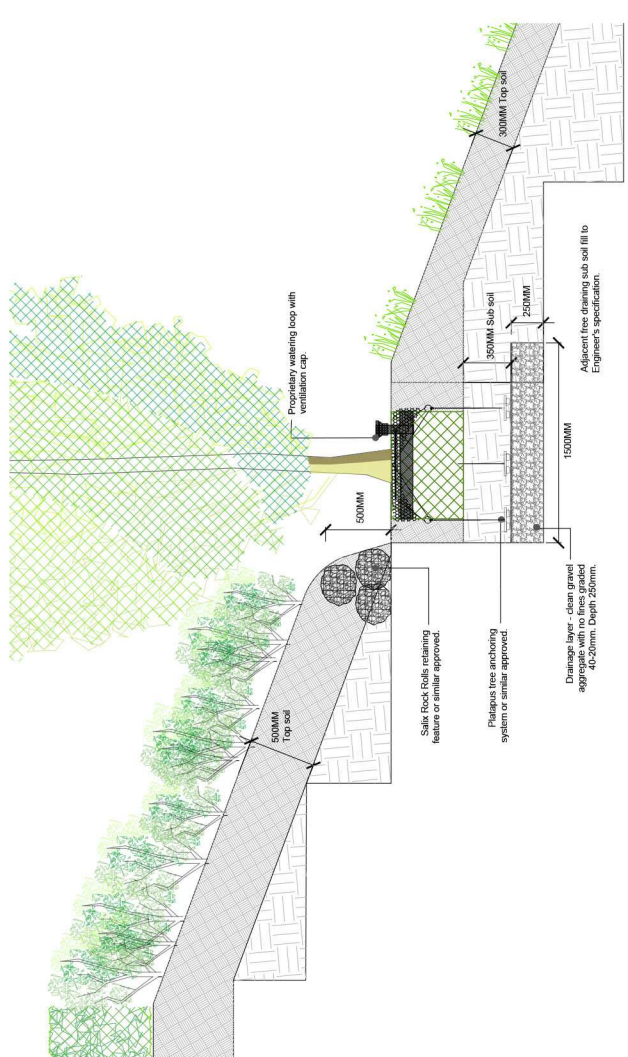 Proprietary watering loop with
ventilation cap.
300MM Top soil
350MM Sub soil
250MM
Adjacent free draining sub soil fill to
Engineer's specification.
1500MM
500MM
500MM
Top soil
Salix Rock Rolls retaining
feature or similar approved.
Platapus tree anchoring
system or similar approved.
Drainage layer - clean gravel
aggregate with no fines graded
40-20mm. Depth 250mm.